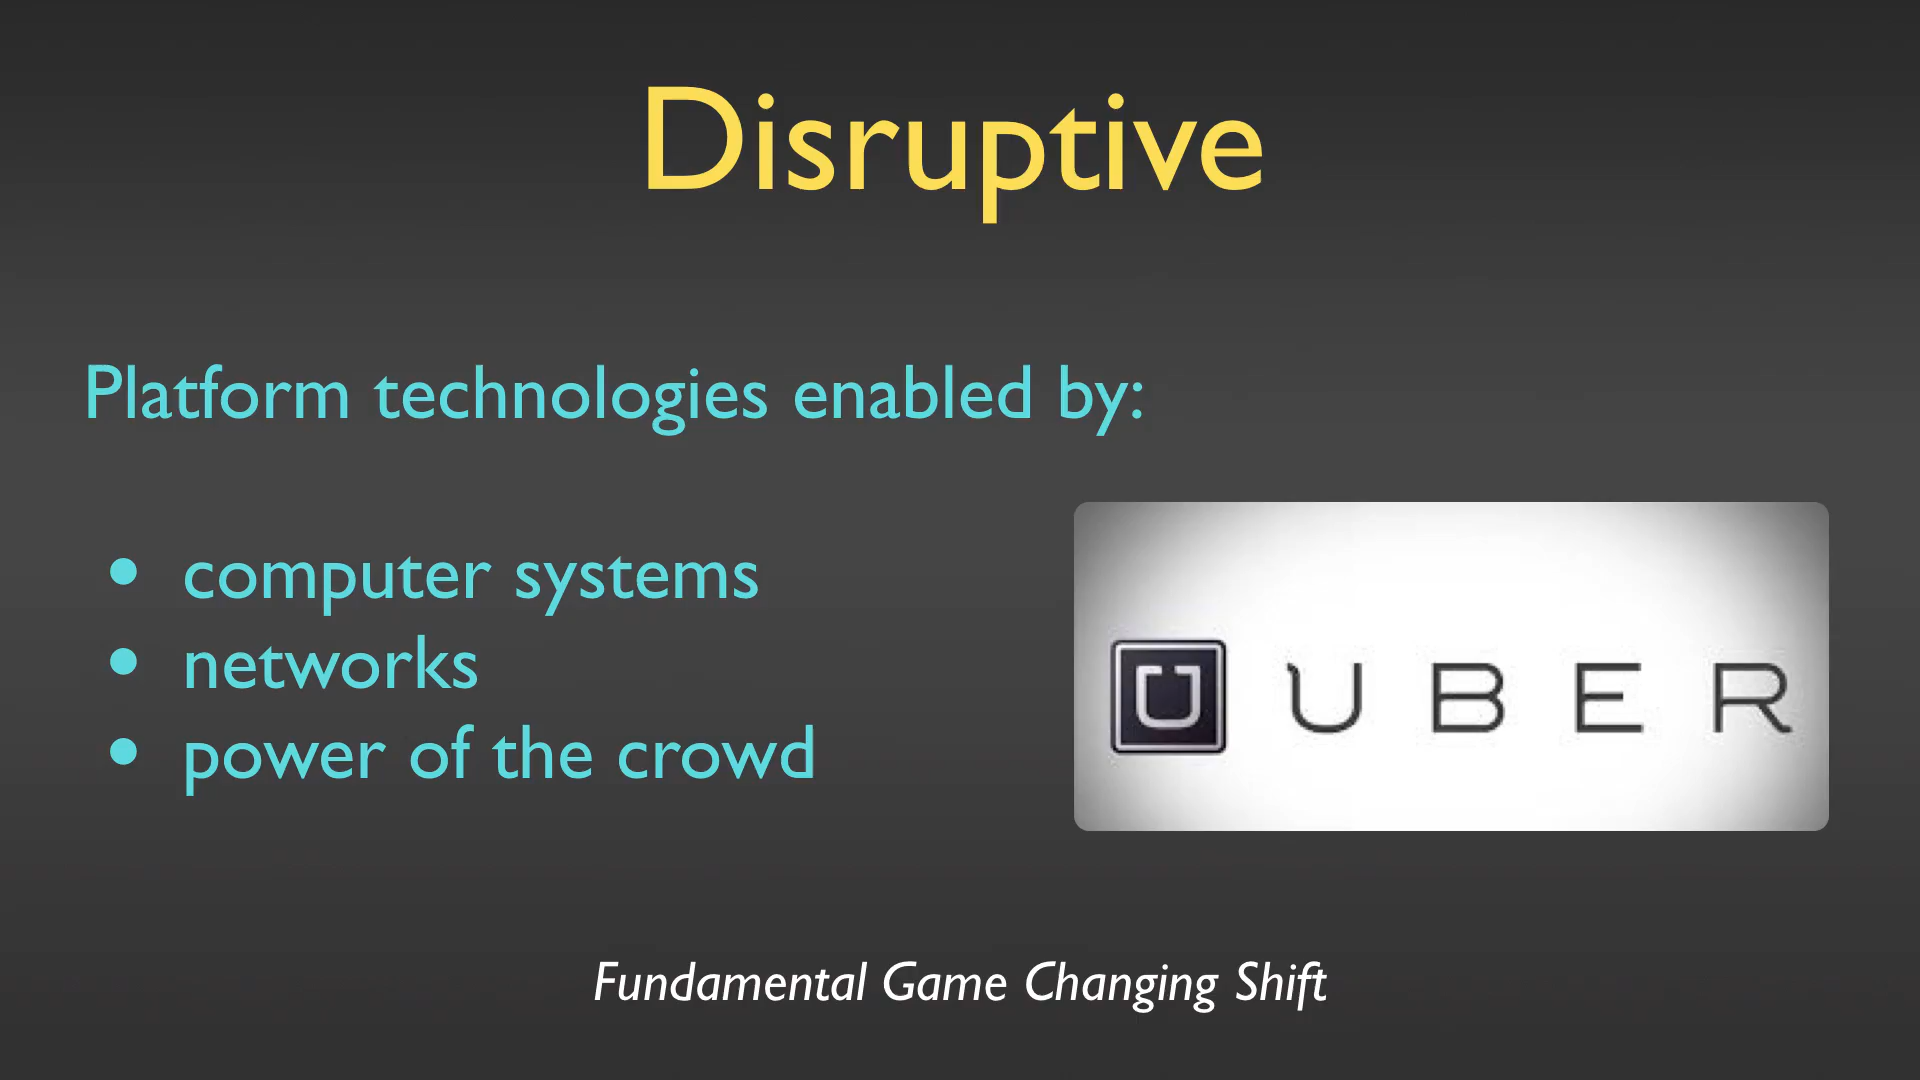 Disruptive
Platform technologies enabled by:
• computer systems
• networks
• power of the crowd
U UBER
Fundamental Game Changing Shift